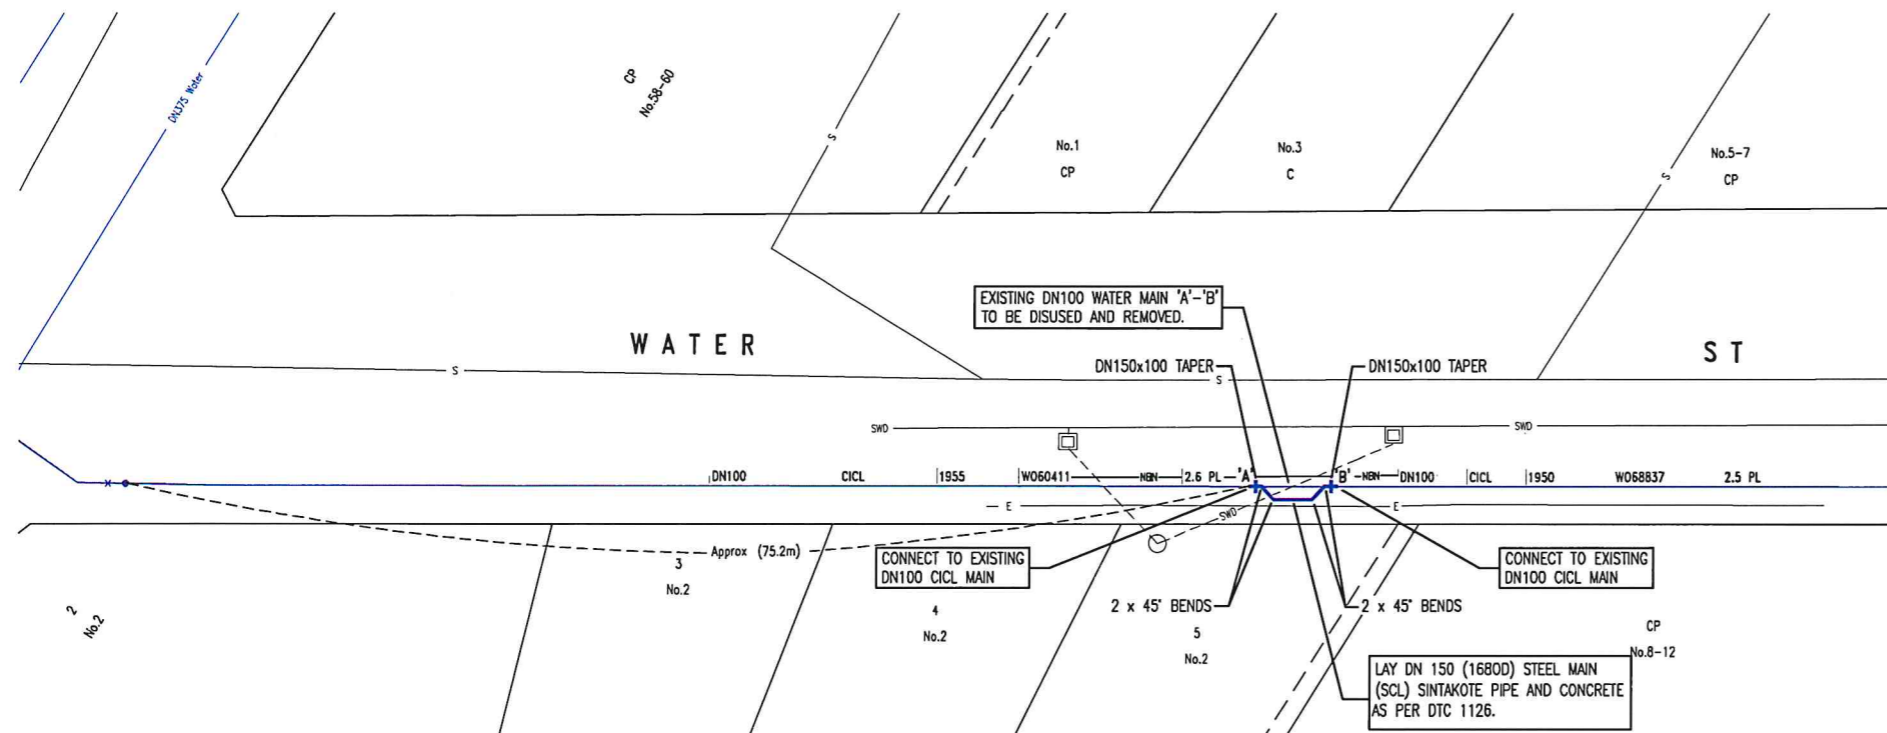 DN375 Water
CP
No.58-60
S
No.1
CP
No.3
C
S
No.5-7
CP
EXISTING DN100 WATER MAIN 'A'-'B'
TO BE DISUSED AND REMOVED.
WATER
ST
S
DN150x100 TAPER
S
DN150x100 TAPER
SWD
SWD
DN100
CICL
1955
W060411
NBN
2.6 PL
'A'
'B'
NBN
DN100
CICL
1950
W068837
2.5 PL
E
SWD
E
Approx (75.2m)
3
No.2
CONNECT TO EXISTING
DN100 CICL MAIN
CONNECT TO EXISTING
DN100 CICL MAIN
2
No.2
4
No.2
2 x 45° BENDS
2 x 45° BENDS
5
No.2
CP
No.8-12
LAY DN 150 (168OD) STEEL MAIN
(SCL) SINTAKOTE PIPE AND CONCRETE
AS PER DTC 1126.